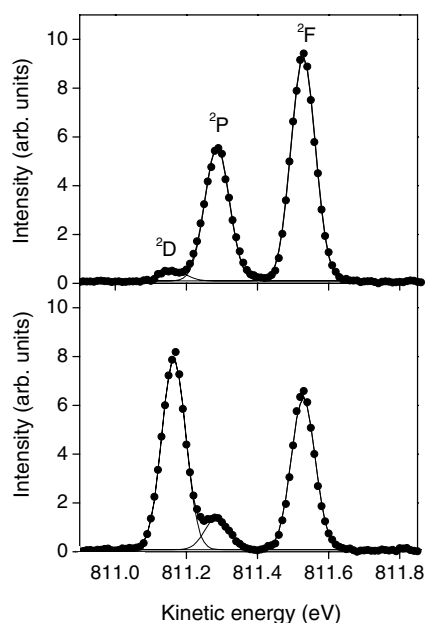 10
8
6
4
2
0
Intensity (arb. units)
²D
²P
²F
10
8
6
4
2
0
Intensity (arb. units)
811.0 811.2 811.4 811.6 811.8
Kinetic energy (eV)